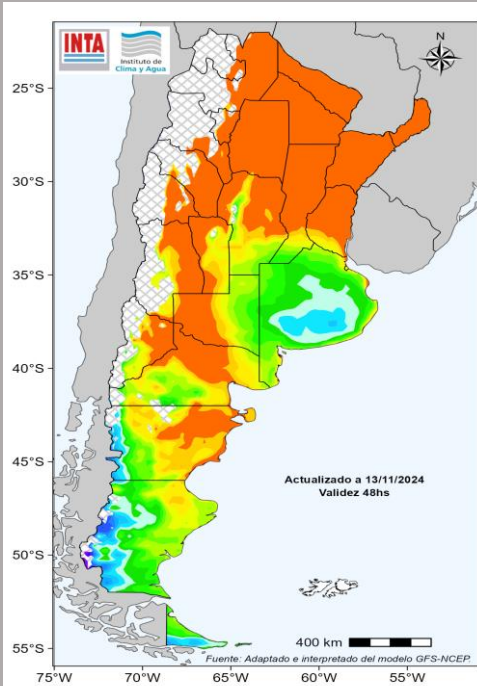 INTA
Instituto de
Clima y Agua
N
25°S
30°S
35°S
40°S
45°S
50°S
55°S
Actualizado a 13/11/2024
Validez 48hs
400 km
Fuente: Adaptado e interpretado del modelo GFS-NCEP.
75°W
70°W
65°W
60°W
55°W